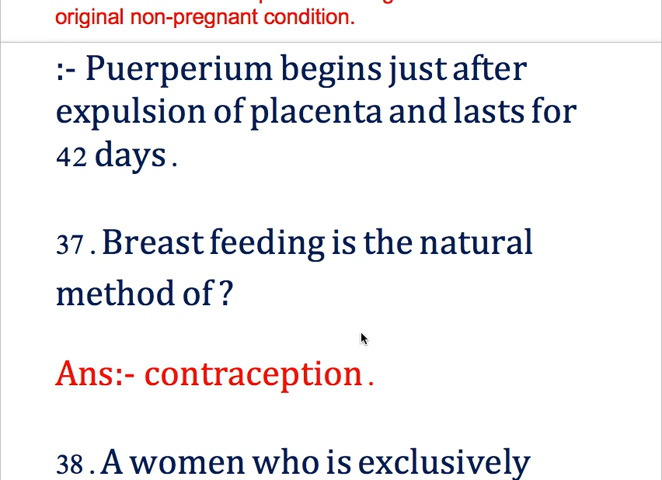 original non-pregnant condition.
:- Puerperium begins just after
expulsion of placenta and lasts for
42 days.
37. Breast feeding is the natural
method of?
Ans:- contraception.
38. A women who is exclusively